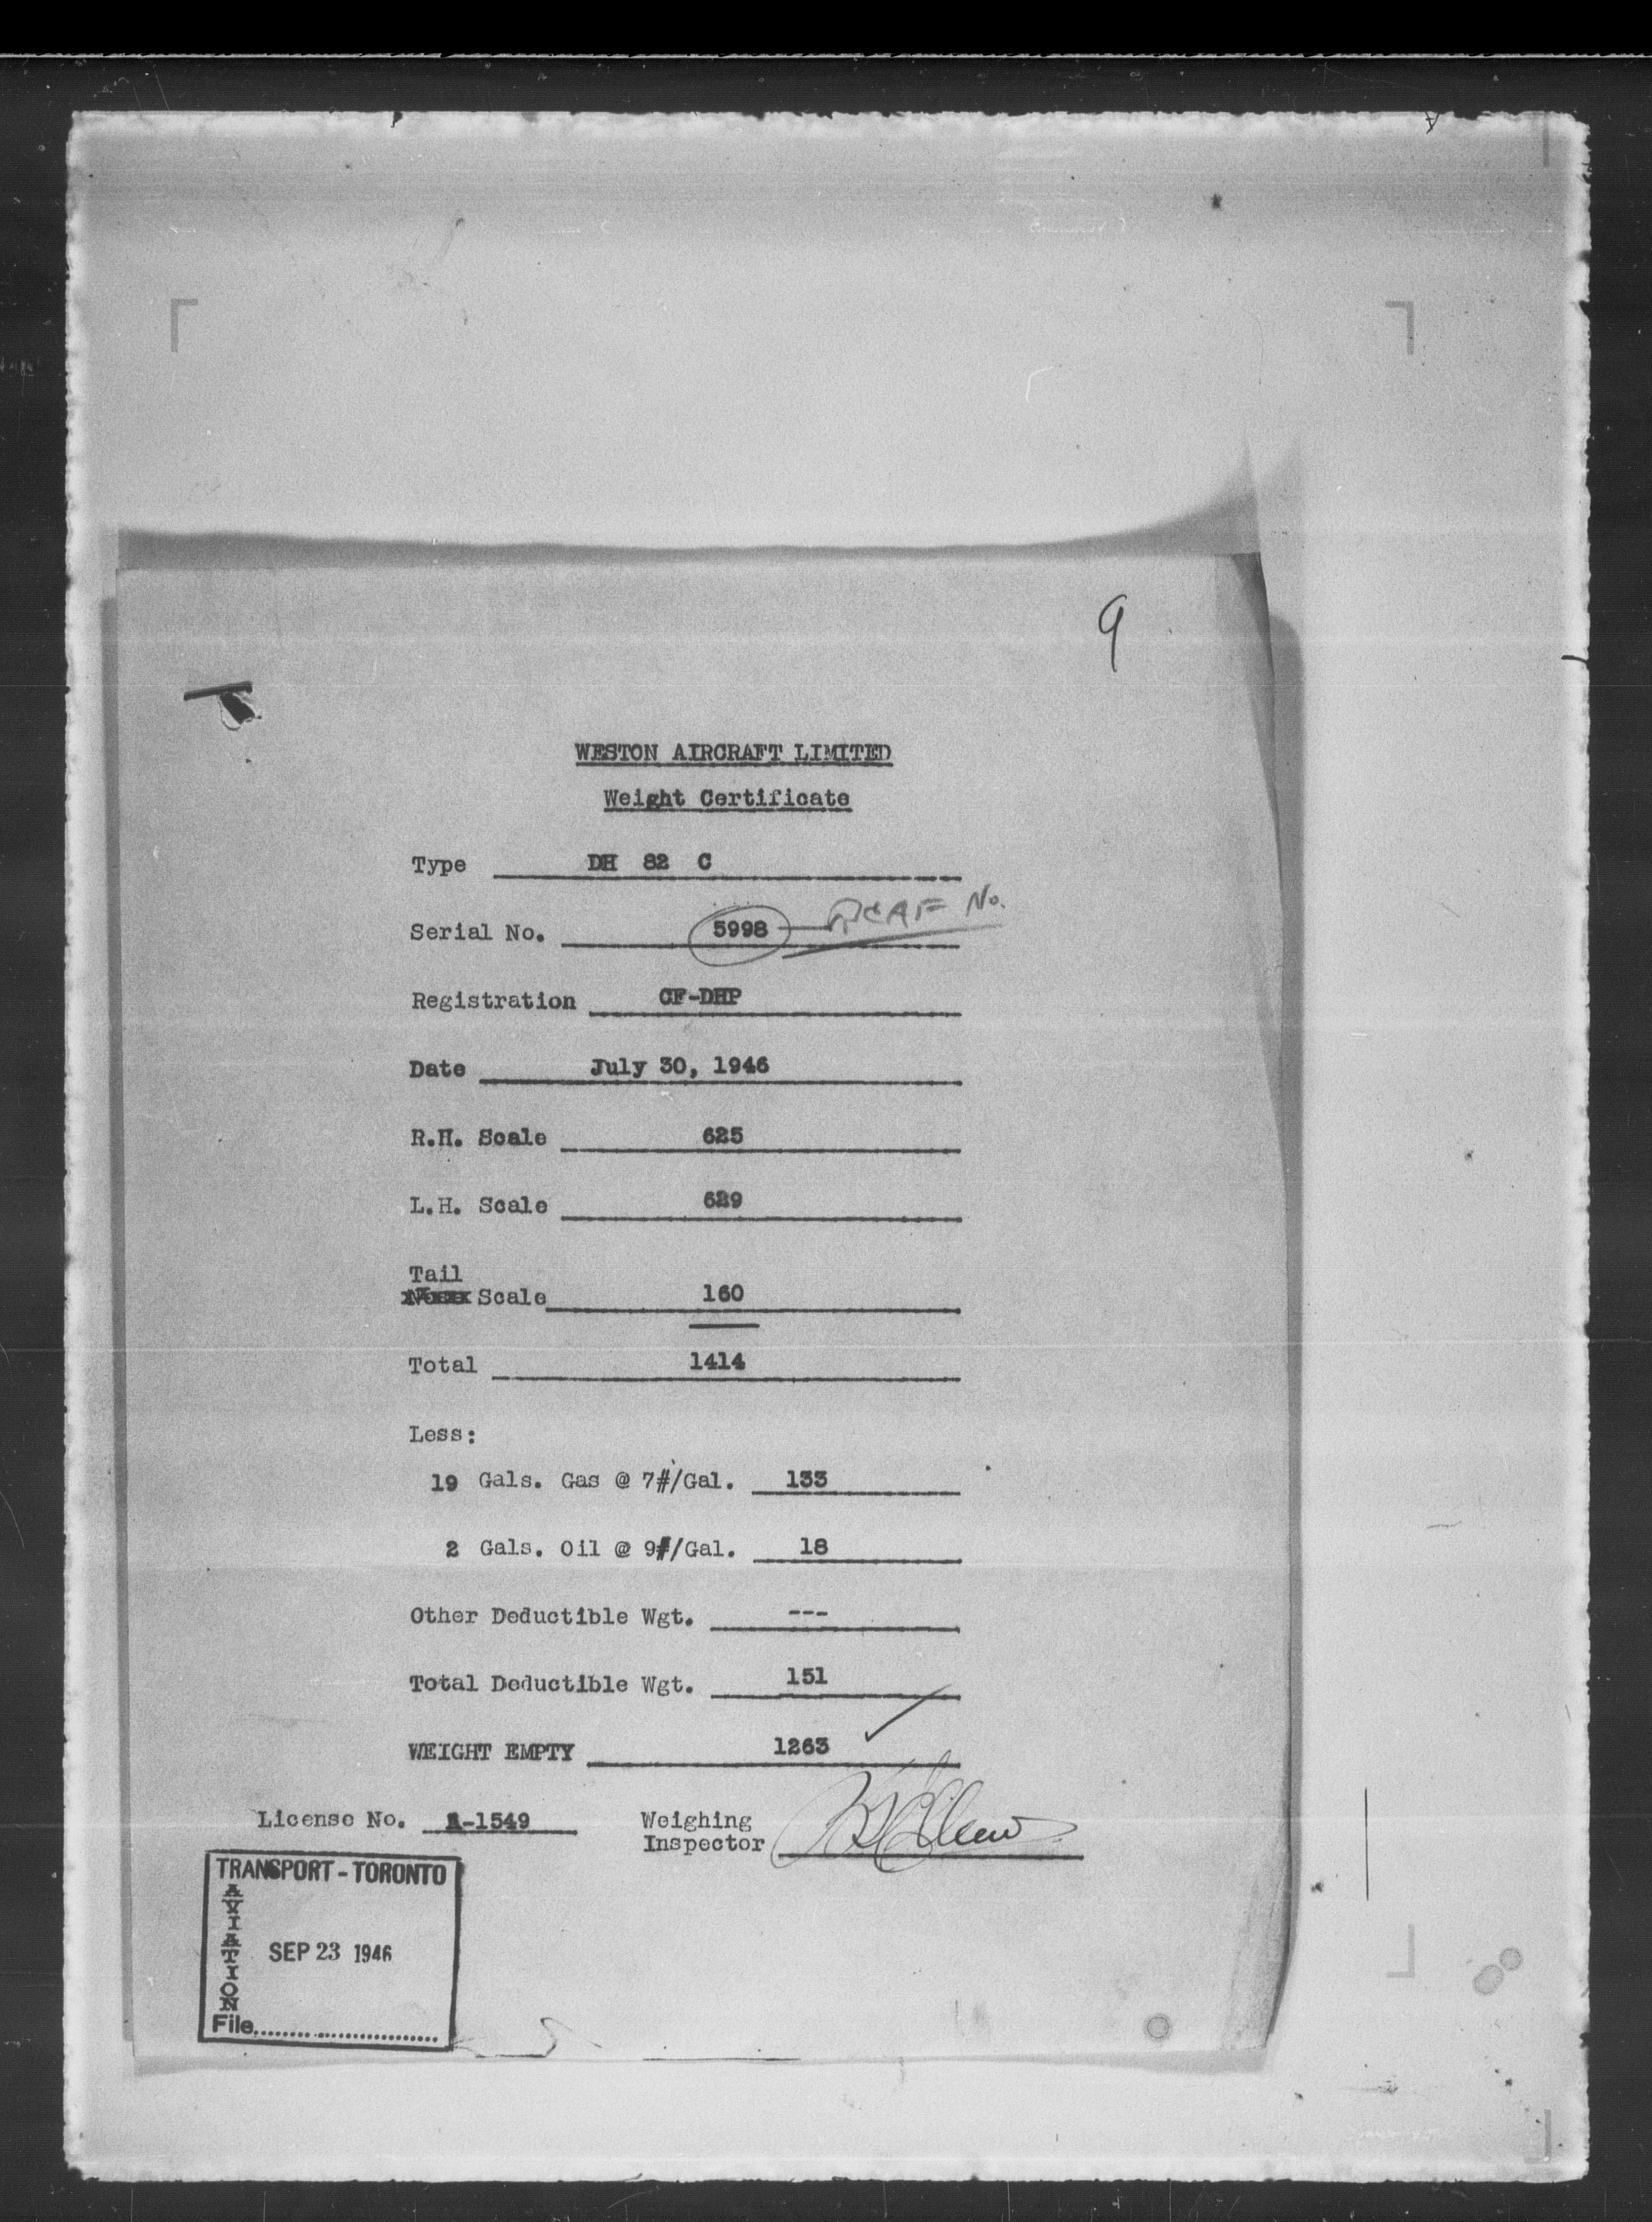 9
WESTON AIRCRAFT LIMITED
Weight Certificate
Type DH 82 C
Serial No. 5998 — RCAF No.
Registration CF-DHP
Date July 30, 1946
R.H. Scale 625
L.H. Scale 629
Tail
Scale 160
Total 1414
Less:
19 Gals. Gas @ 7#/Gal. 133
2 Gals. Oil @ 9#/Gal. 18
Other Deductible Wgt. ---
Total Deductible Wgt. 151
WEIGHT EMPTY 1263
License No. A-1549
Weighing
Inspector
TRANSPORT - TORONTO
AVIATION
SEP 23 1946
File